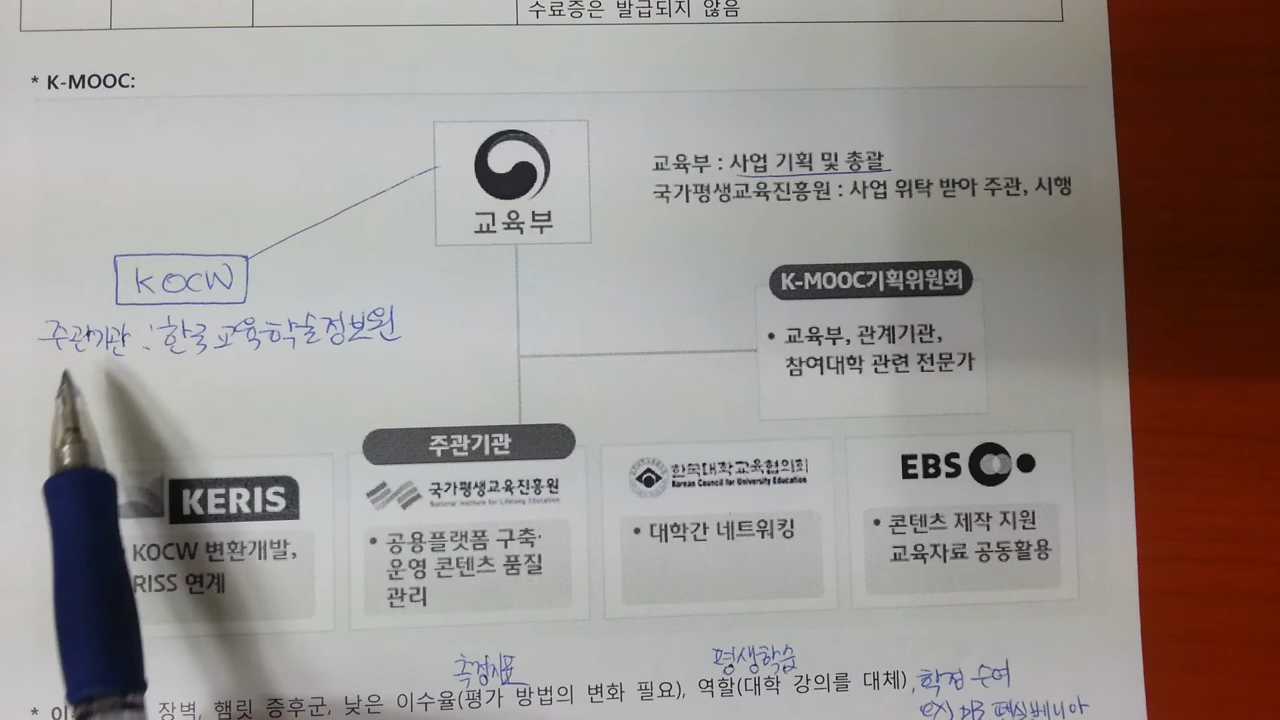 수료증은 발급되지 않음
* K-MOOC:
교육부
교육부 : 사업 기획 및 총괄
국가평생교육진흥원 : 사업 위탁 받아 주관, 시행
KOCW
주관기관 : 한국교육학술정보원
K-MOOC기획위원회
• 교육부, 관계기관,
참여대학 관련 전문가
주관기관
KERIS
KOCW 변환개발,
RISS 연계
국가평생교육진흥원
National Institute for Lifelong Education
• 공용플랫폼 구축·
운영 콘텐츠 품질
관리
한국대학교육협의회
Korean Council for University Education
• 대학간 네트워킹
EBS
• 콘텐츠 제작 지원
교육자료 공동활용
측정지표
평생학습
* 장벽, 햄릿 증후군, 낮은 이수율(평가 방법의 변화 필요), 역할(대학 강의를 대체), 학점 수여
ex) 펜실베니아